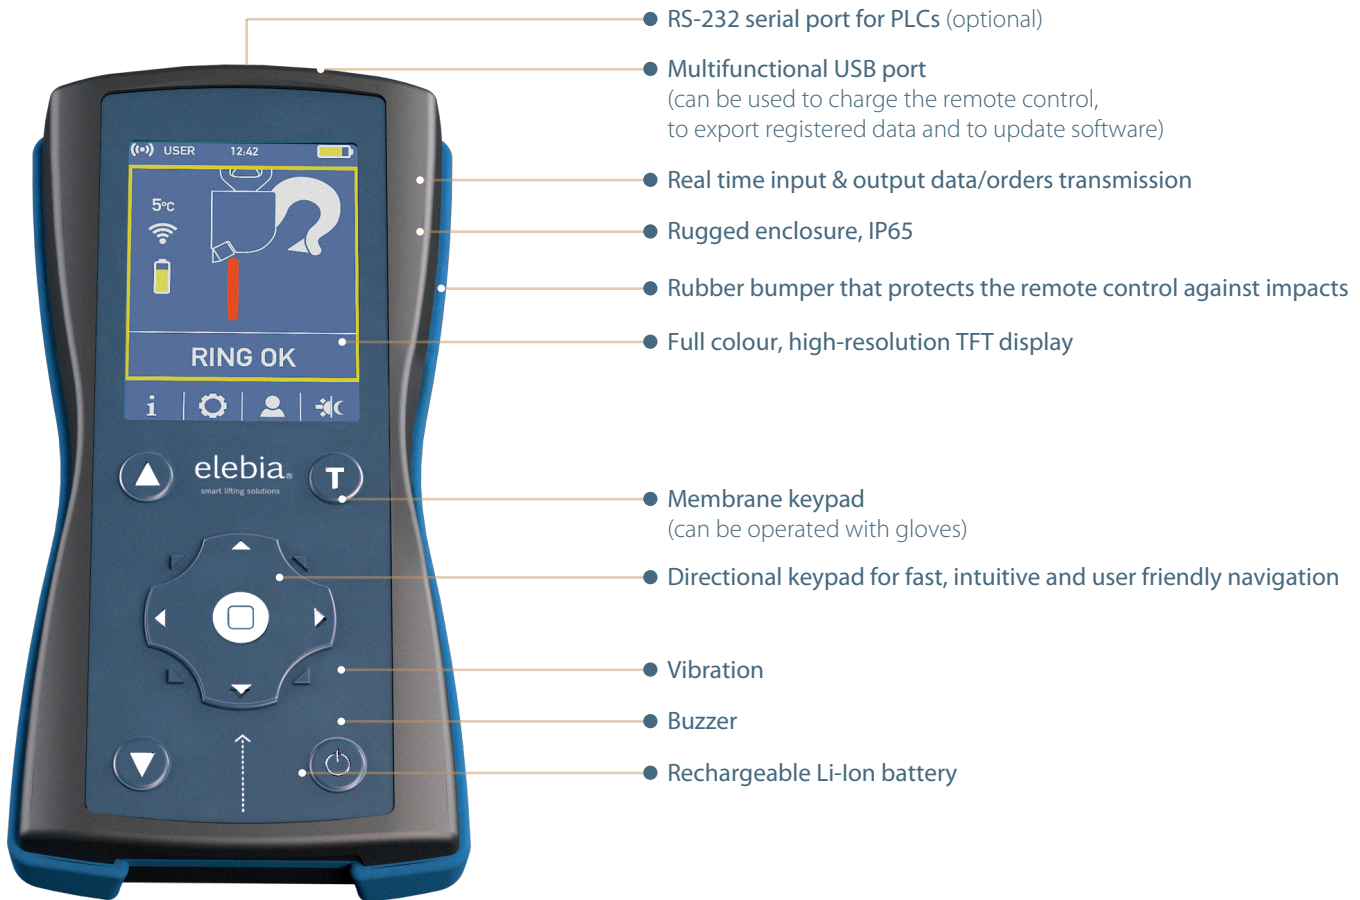 RS-232 serial port for PLCs (optional)
Multifunctional USB port
(can be used to charge the remote control,
to export registered data and to update software)
Real time input & output data/orders transmission
Rugged enclosure, IP65
Rubber bumper that protects the remote control against impacts
Full colour, high-resolution TFT display
Membrane keypad
(can be operated with gloves)
Directional keypad for fast, intuitive and user friendly navigation
Vibration
Buzzer
Rechargeable Li-Ion battery
USER 12:42
5°C
RING OK
i
elebia®
smart lifting solutions
T